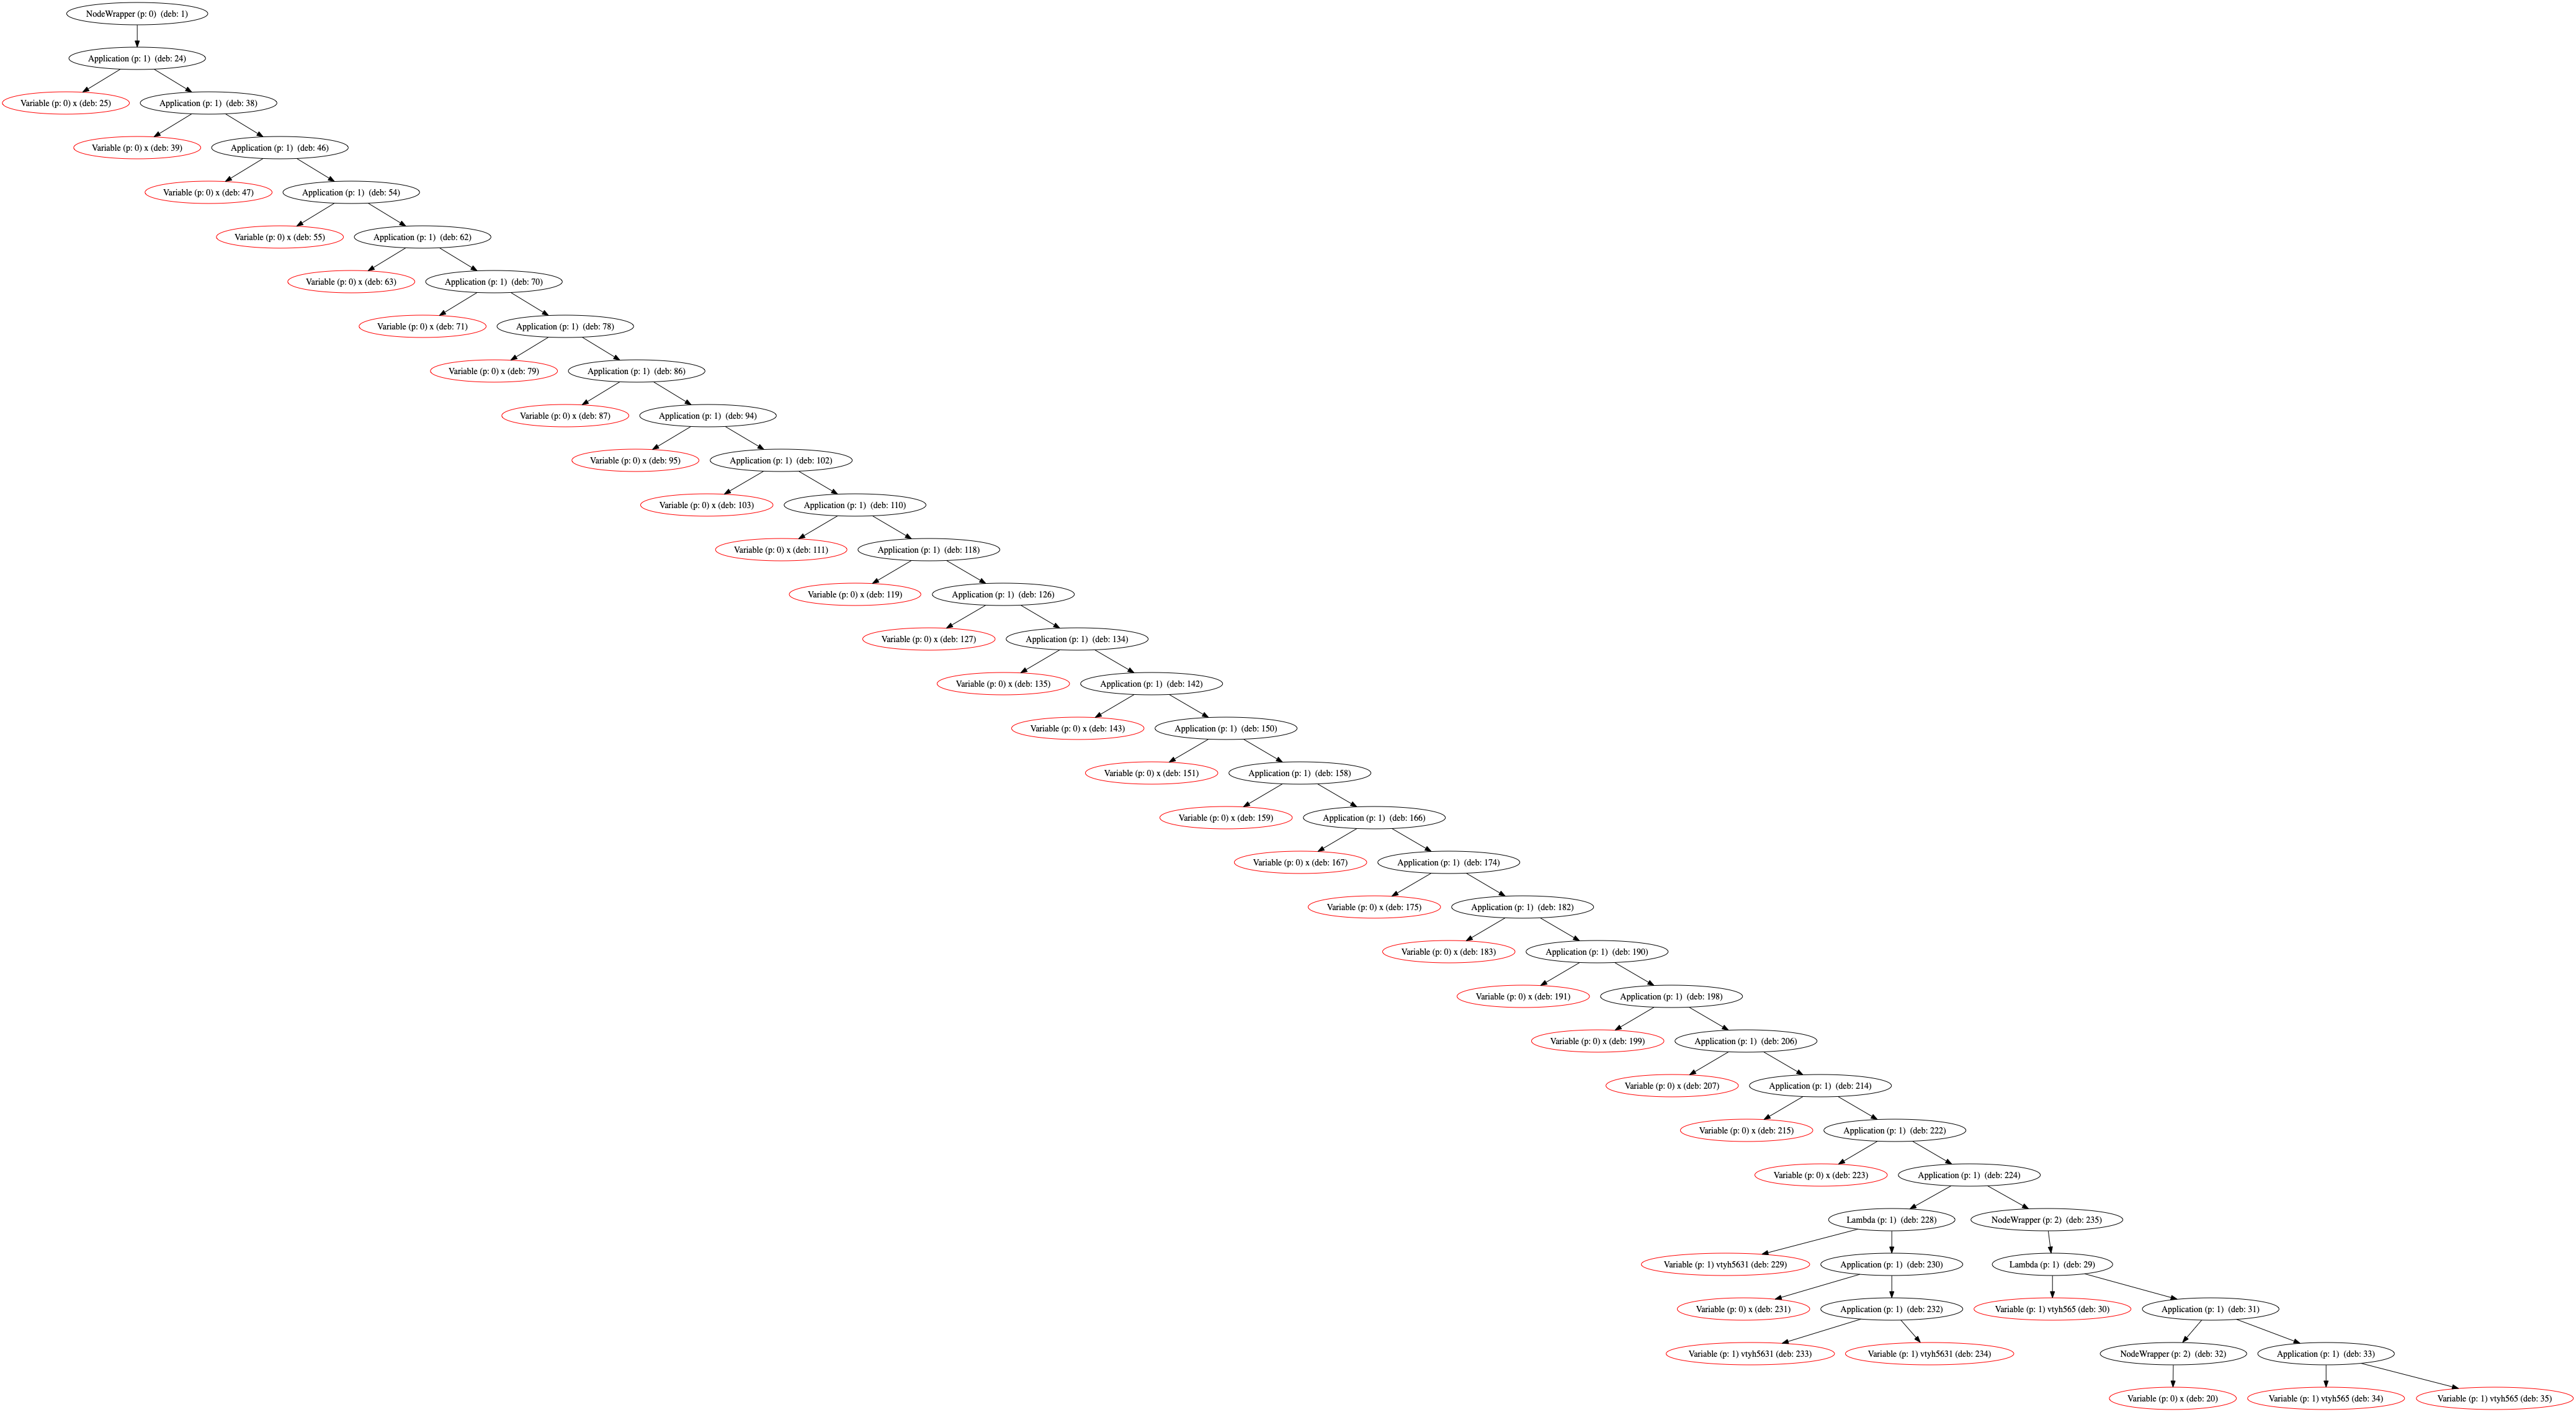 NodeWrapper (p: 0) (deb: 1)
Application (p: 1) (deb: 24)
Variable (p: 0) x (deb: 25)
Application (p: 1) (deb: 38)
Variable (p: 0) x (deb: 39)
Application (p: 1) (deb: 46)
Variable (p: 0) x (deb: 47)
Application (p: 1) (deb: 54)
Variable (p: 0) x (deb: 55)
Application (p: 1) (deb: 62)
Variable (p: 0) x (deb: 63)
Application (p: 1) (deb: 70)
Variable (p: 0) x (deb: 71)
Application (p: 1) (deb: 78)
Variable (p: 0) x (deb: 79)
Application (p: 1) (deb: 86)
Variable (p: 0) x (deb: 87)
Application (p: 1) (deb: 94)
Variable (p: 0) x (deb: 95)
Application (p: 1) (deb: 102)
Variable (p: 0) x (deb: 103)
Application (p: 1) (deb: 110)
Variable (p: 0) x (deb: 111)
Application (p: 1) (deb: 118)
Variable (p: 0) x (deb: 119)
Application (p: 1) (deb: 126)
Variable (p: 0) x (deb: 127)
Application (p: 1) (deb: 134)
Variable (p: 0) x (deb: 135)
Application (p: 1) (deb: 142)
Variable (p: 0) x (deb: 143)
Application (p: 1) (deb: 150)
Variable (p: 0) x (deb: 151)
Application (p: 1) (deb: 158)
Variable (p: 0) x (deb: 159)
Application (p: 1) (deb: 166)
Variable (p: 0) x (deb: 167)
Application (p: 1) (deb: 174)
Variable (p: 0) x (deb: 175)
Application (p: 1) (deb: 182)
Variable (p: 0) x (deb: 183)
Application (p: 1) (deb: 190)
Variable (p: 0) x (deb: 191)
Application (p: 1) (deb: 198)
Variable (p: 0) x (deb: 199)
Application (p: 1) (deb: 206)
Variable (p: 0) x (deb: 207)
Application (p: 1) (deb: 214)
Variable (p: 0) x (deb: 215)
Application (p: 1) (deb: 222)
Variable (p: 0) x (deb: 223)
Application (p: 1) (deb: 224)
Lambda (p: 1) (deb: 228)
NodeWrapper (p: 2) (deb: 235)
Variable (p: 1) vtyh5631 (deb: 229)
Application (p: 1) (deb: 230)
Lambda (p: 1) (deb: 29)
Variable (p: 0) x (deb: 231)
Application (p: 1) (deb: 232)
Variable (p: 1) vtyh565 (deb: 30)
Application (p: 1) (deb: 31)
Variable (p: 1) vtyh5631 (deb: 233)
Variable (p: 1) vtyh5631 (deb: 234)
NodeWrapper (p: 2) (deb: 32)
Application (p: 1) (deb: 33)
Variable (p: 0) x (deb: 20)
Variable (p: 1) vtyh565 (deb: 34)
Variable (p: 1) vtyh565 (deb: 35)